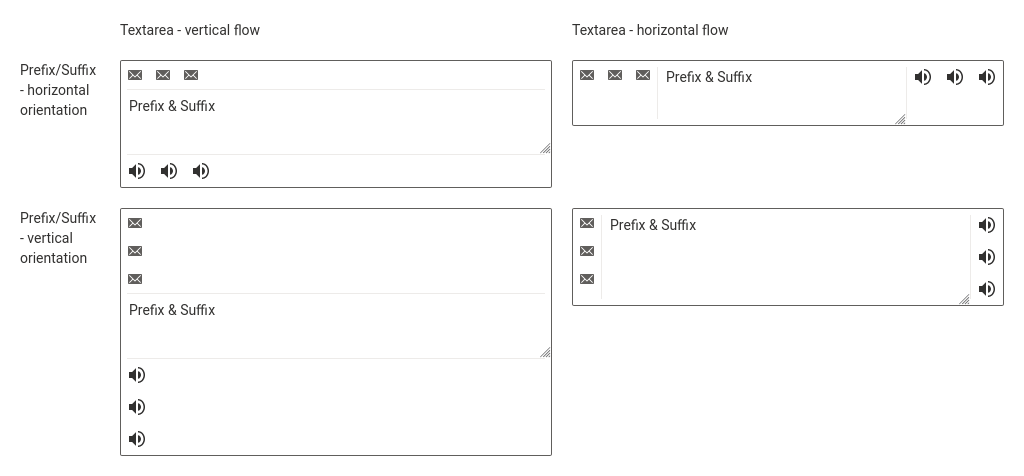 Textarea - vertical flow
Textarea - horizontal flow
Prefix/Suffix
- horizontal
orientation
Prefix & Suffix
Prefix & Suffix
Prefix/Suffix
- vertical
orientation
Prefix & Suffix
Prefix & Suffix